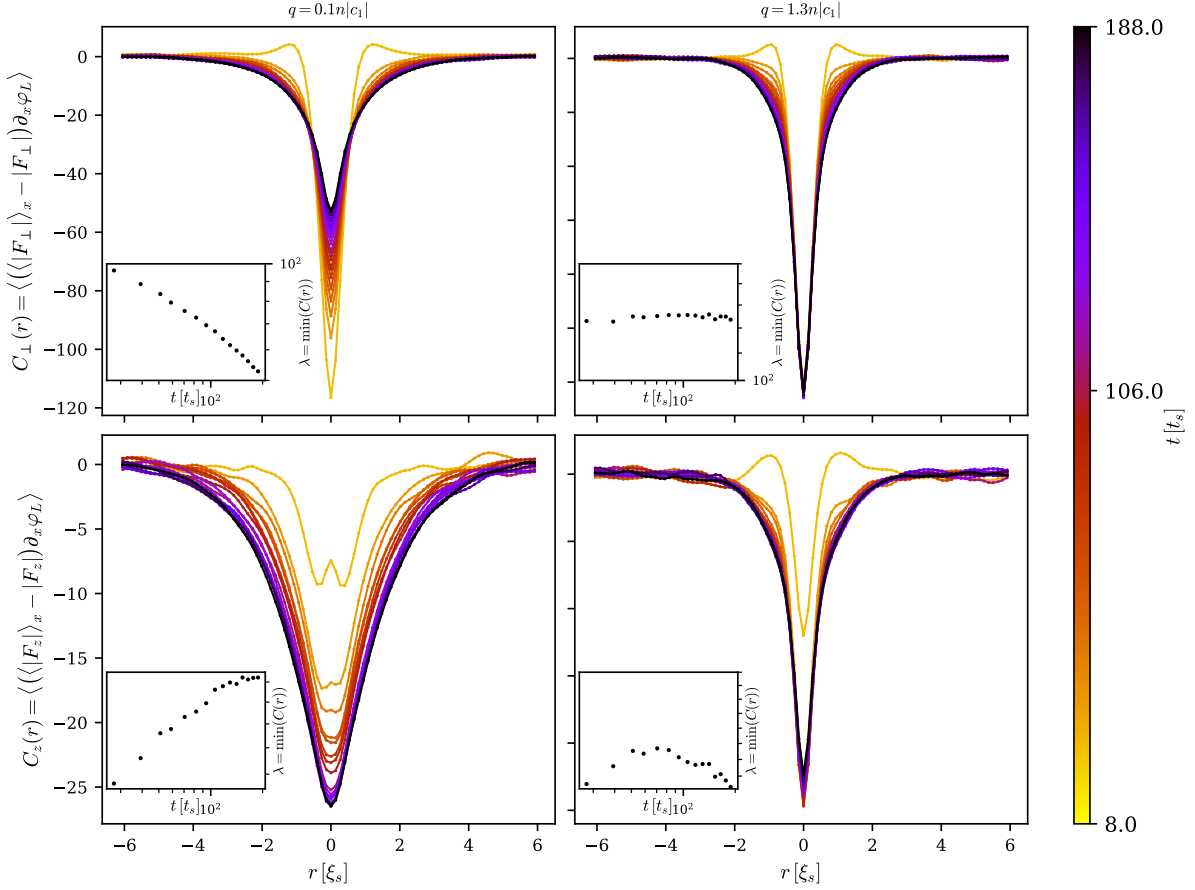 q = 0.1n|c₁|
q = 1.3n|c₁|
C⊥(r) = ⟨(⟨|F⊥|⟩ₓ − |F⊥|)∂ₓφ_L⟩
0
−20
−40
−60
−80
−100
−120
10²
λ = min(C(r))
t [tₛ]
10²
λ = min(C(r))
10²
t [tₛ]
10²
C_z(r) = ⟨(⟨|F_z|⟩ₓ − |F_z|)∂ₓφ_L⟩
0
−5
−10
−15
−20
−25
λ = min(C(r))
t [tₛ]
10²
λ = min(C(r))
t [tₛ]
10²
−6 −4 −2 0 2 4 6
−6 −4 −2 0 2 4 6
r [ξₛ]
r [ξₛ]
188.0
106.0
8.0
t [tₛ]